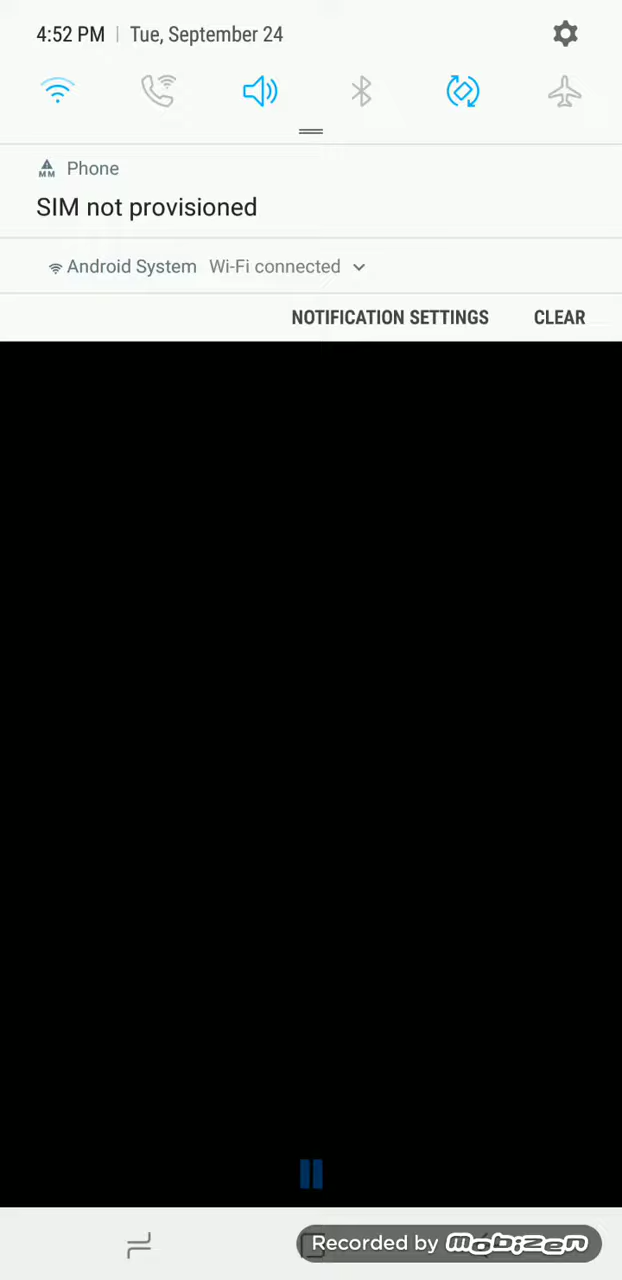 4:52 PM | Tue, September 24
MM Phone
SIM not provisioned
Android System Wi-Fi connected
NOTIFICATION SETTINGS CLEAR
Recorded by mobizen